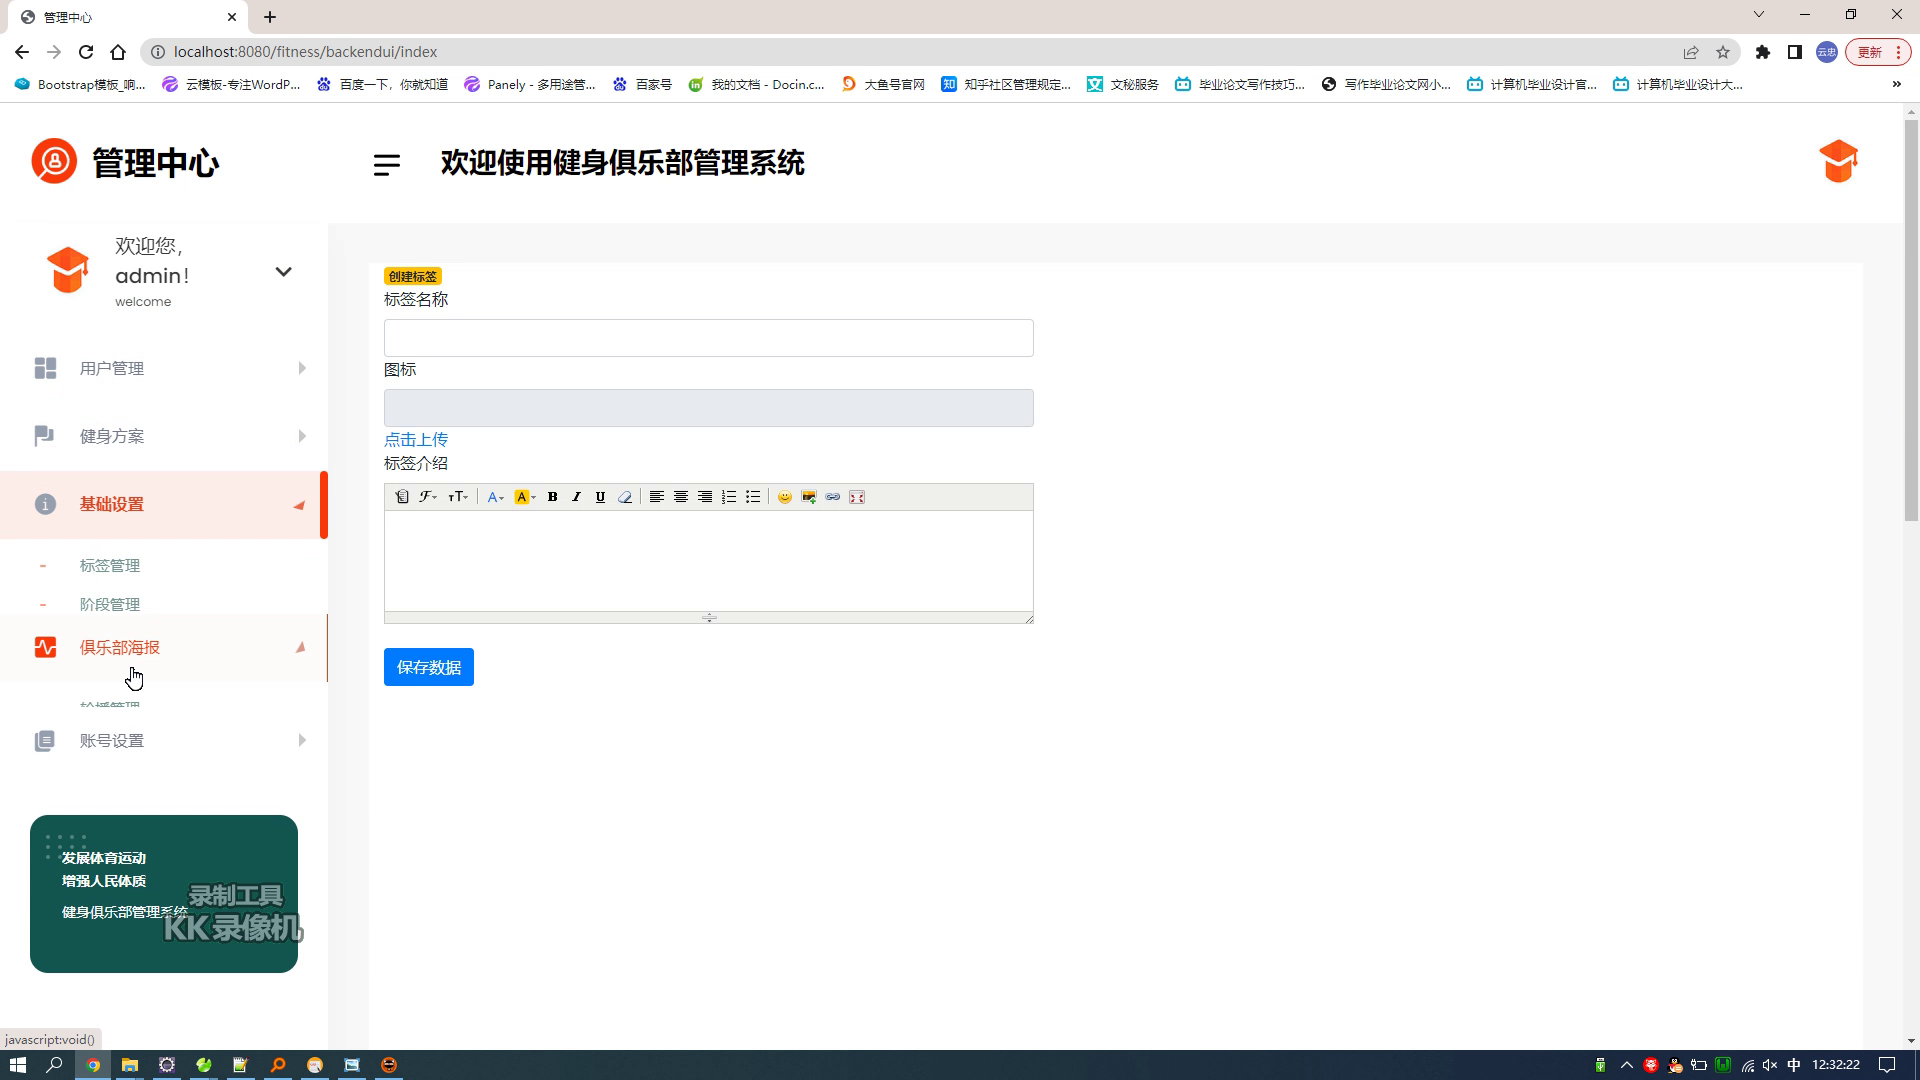 管理中心
localhost:8080/fitness/backendui/index
云忠
更新
Bootstrap模板_响...
云模板-专注WordP...
百度一下，你就知道
Panely - 多用途管...
百家号
我的文档 - Docin.c...
大鱼号官网
知乎社区管理规定...
文秘服务
毕业论文写作技巧...
写作毕业论文网小...
计算机毕业设计官...
计算机毕业设计大...
管理中心
欢迎使用健身俱乐部管理系统
欢迎您,
admin!
welcome
用户管理
健身方案
基础设置
标签管理
阶段管理
俱乐部海报
账号设置
发展体育运动
增强人民体质
健身俱乐部管理系统
录制工具
KK录像机
创建标签
标签名称
图标
点击上传
标签介绍
保存数据
javascript:void()
中
12:32:22